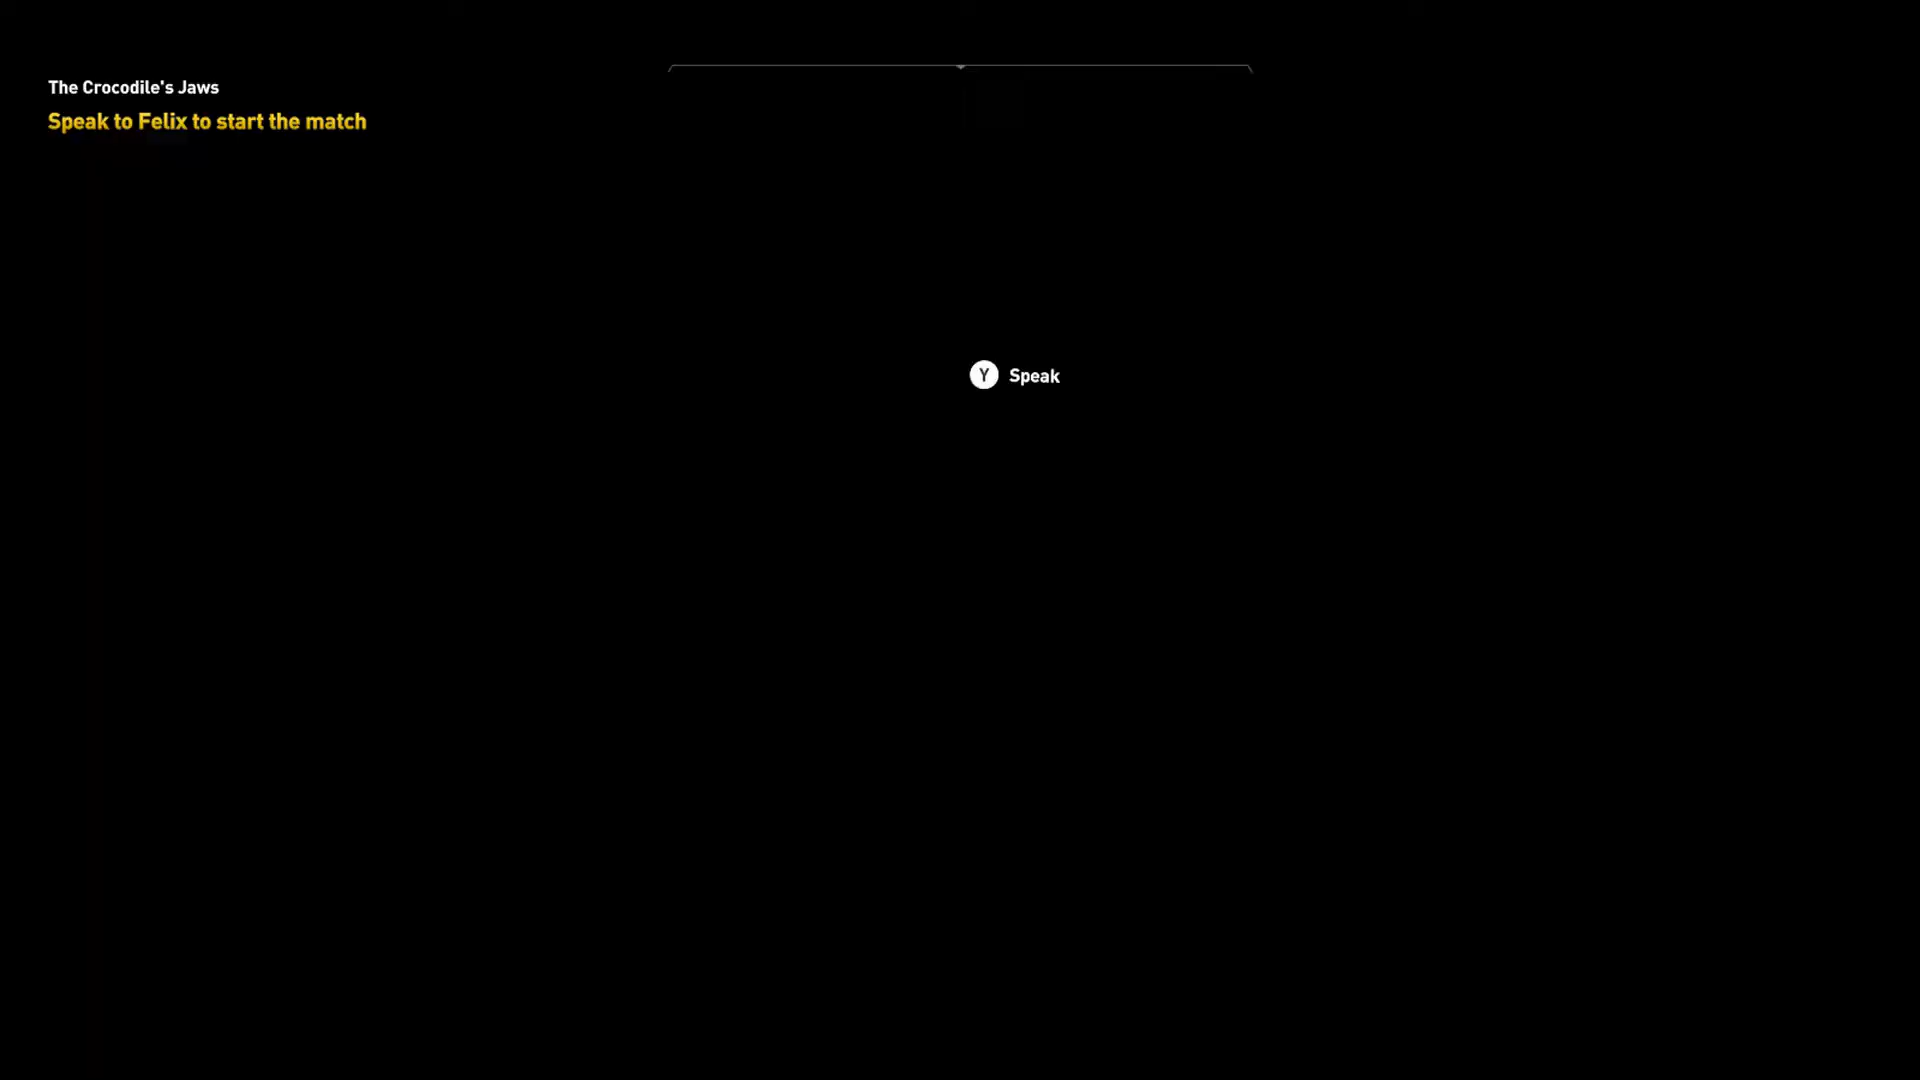 The Crocodile's Jaws
Speak to Felix to start the match
Y Speak